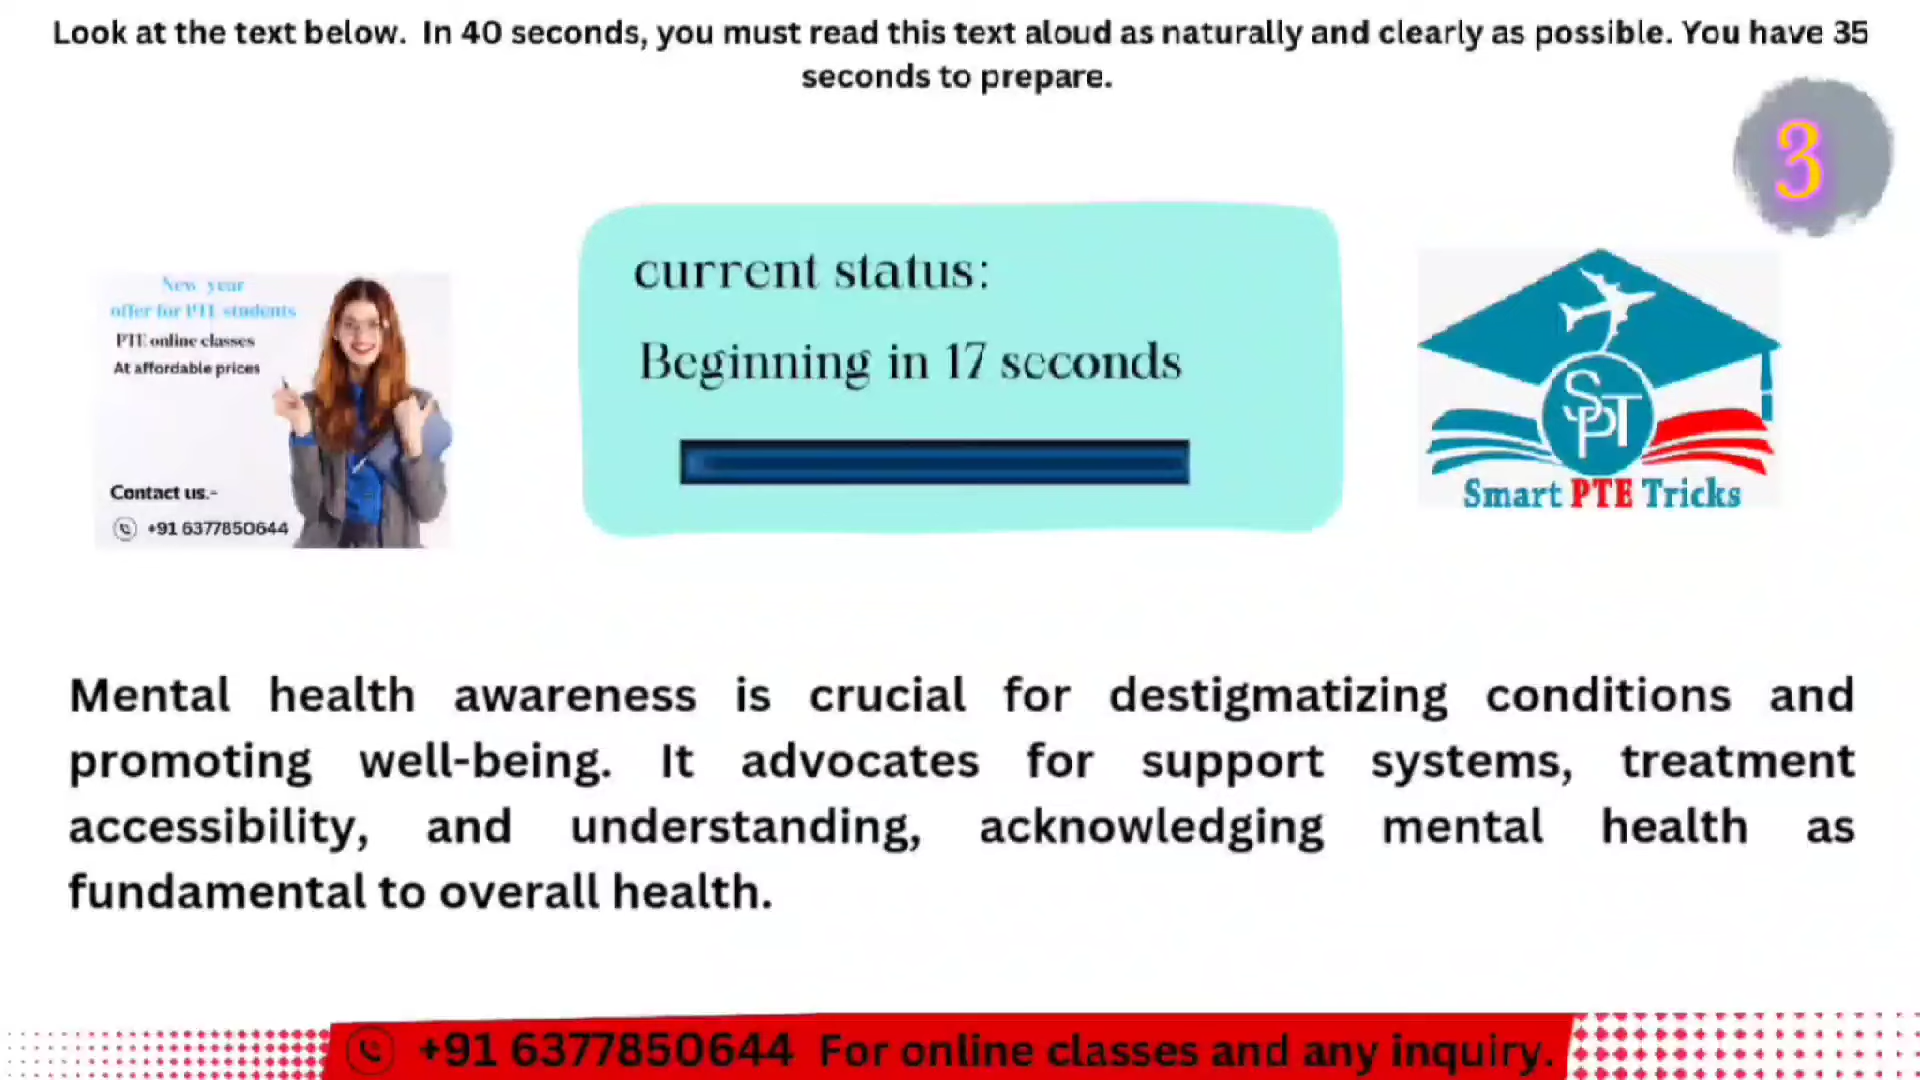 Look at the text below. In 40 seconds, you must read this text aloud as naturally and clearly as possible. You have 35
seconds to prepare.
3
New year
offer for PTE students
PTE online classes
At affordable prices
Contact us.-
+91 6377850644
current status:
Beginning in 17 seconds
SPT
Smart PTE Tricks
Mental health awareness is crucial for destigmatizing conditions and
promoting well-being. It advocates for support systems, treatment
accessibility, and understanding, acknowledging mental health as
fundamental to overall health.
+91 6377850644 For online classes and any inquiry.